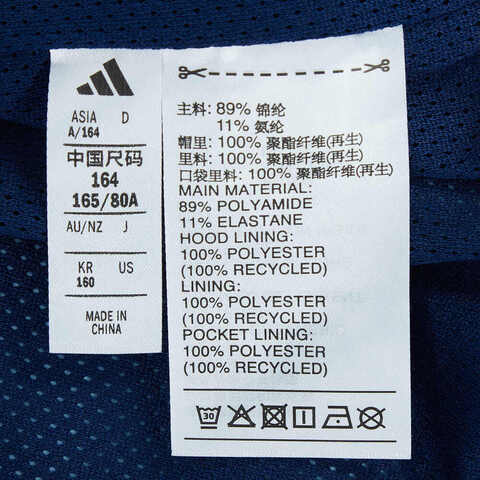 ASIA D
A/164
中国尺码
164
165/80A
AU/NZ J
KR US
160
MADE IN
CHINA
主料: 89% 锦纶
11% 氨纶
帽里: 100% 聚酯纤维(再生)
里料: 100% 聚酯纤维(再生)
口袋里料: 100% 聚酯纤维(再生)
MAIN MATERIAL:
89% POLYAMIDE
11% ELASTANE
HOOD LINING:
100% POLYESTER
(100% RECYCLED)
LINING:
100% POLYESTER
(100% RECYCLED)
POCKET LINING:
100% POLYESTER
(100% RECYCLED)
30